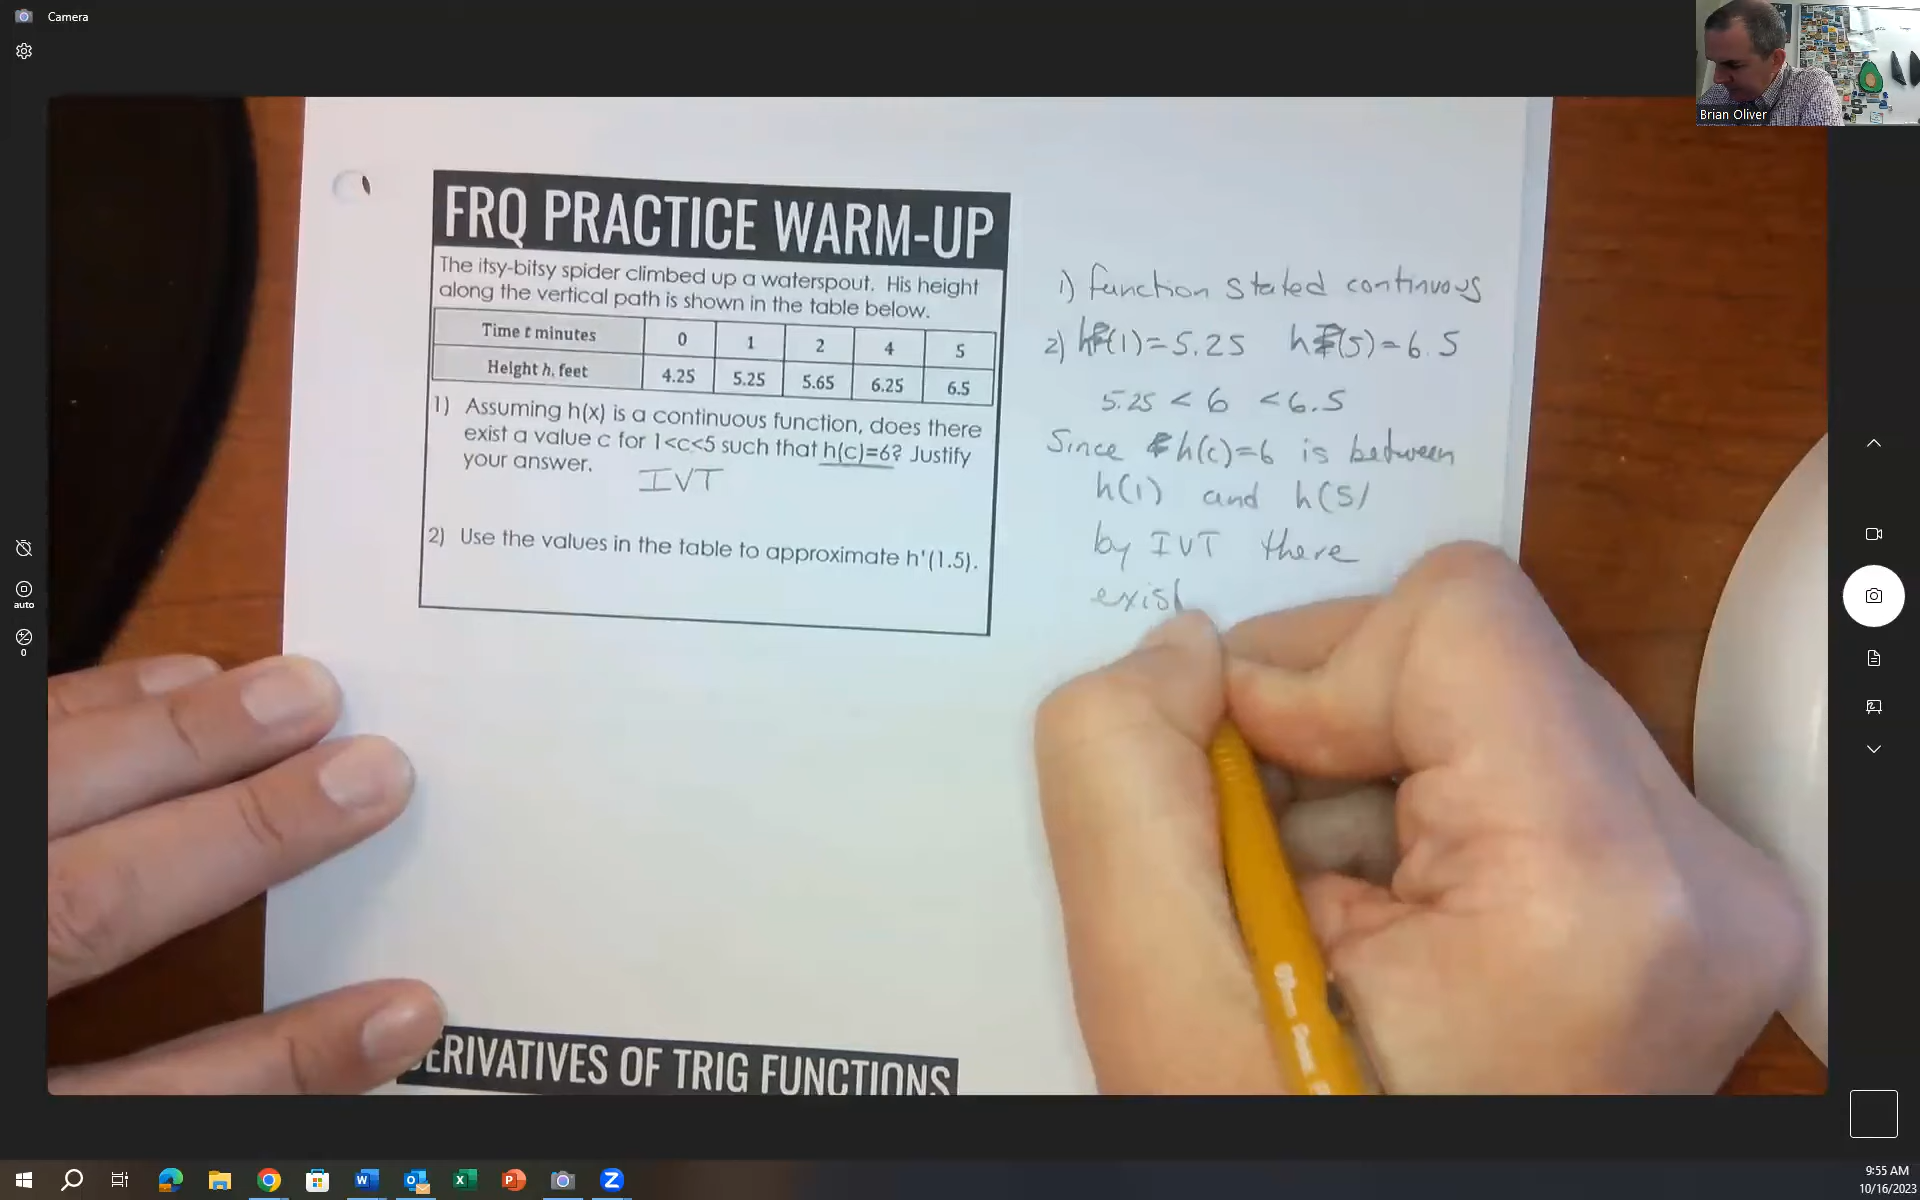 Camera
Brian Oliver
FRQ PRACTICE WARM-UP
The itsy-bitsy spider climbed up a waterspout. His height
along the vertical path is shown in the table below.
Time t minutes 0 1 2 4 5
Height h, feet 4.25 5.25 5.65 6.25 6.5
1) Assuming h(x) is a continuous function, does there
exist a value c for 1<c<5 such that h(c)=6? Justify
your answer.
IVT
2) Use the values in the table to approximate h'(1.5).
1) function stated continuous
2) h(1)=5.25 h(5)=6.5
5.25 < 6 < 6.5
Since h(c)=6 is between
h(1) and h(5)
by IVT there
exist
ERIVATIVES OF TRIG FUNCTIONS
auto
0
9:55 AM
10/16/2023